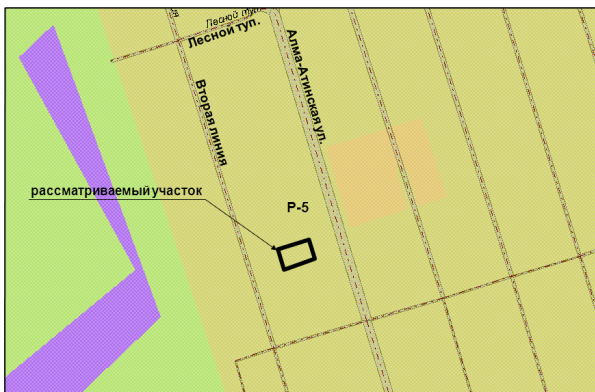 Лесной туп.
Лесной туп.
Алма-Атинская ул.
Вторая линия
рассматриваемый участок
Р-5